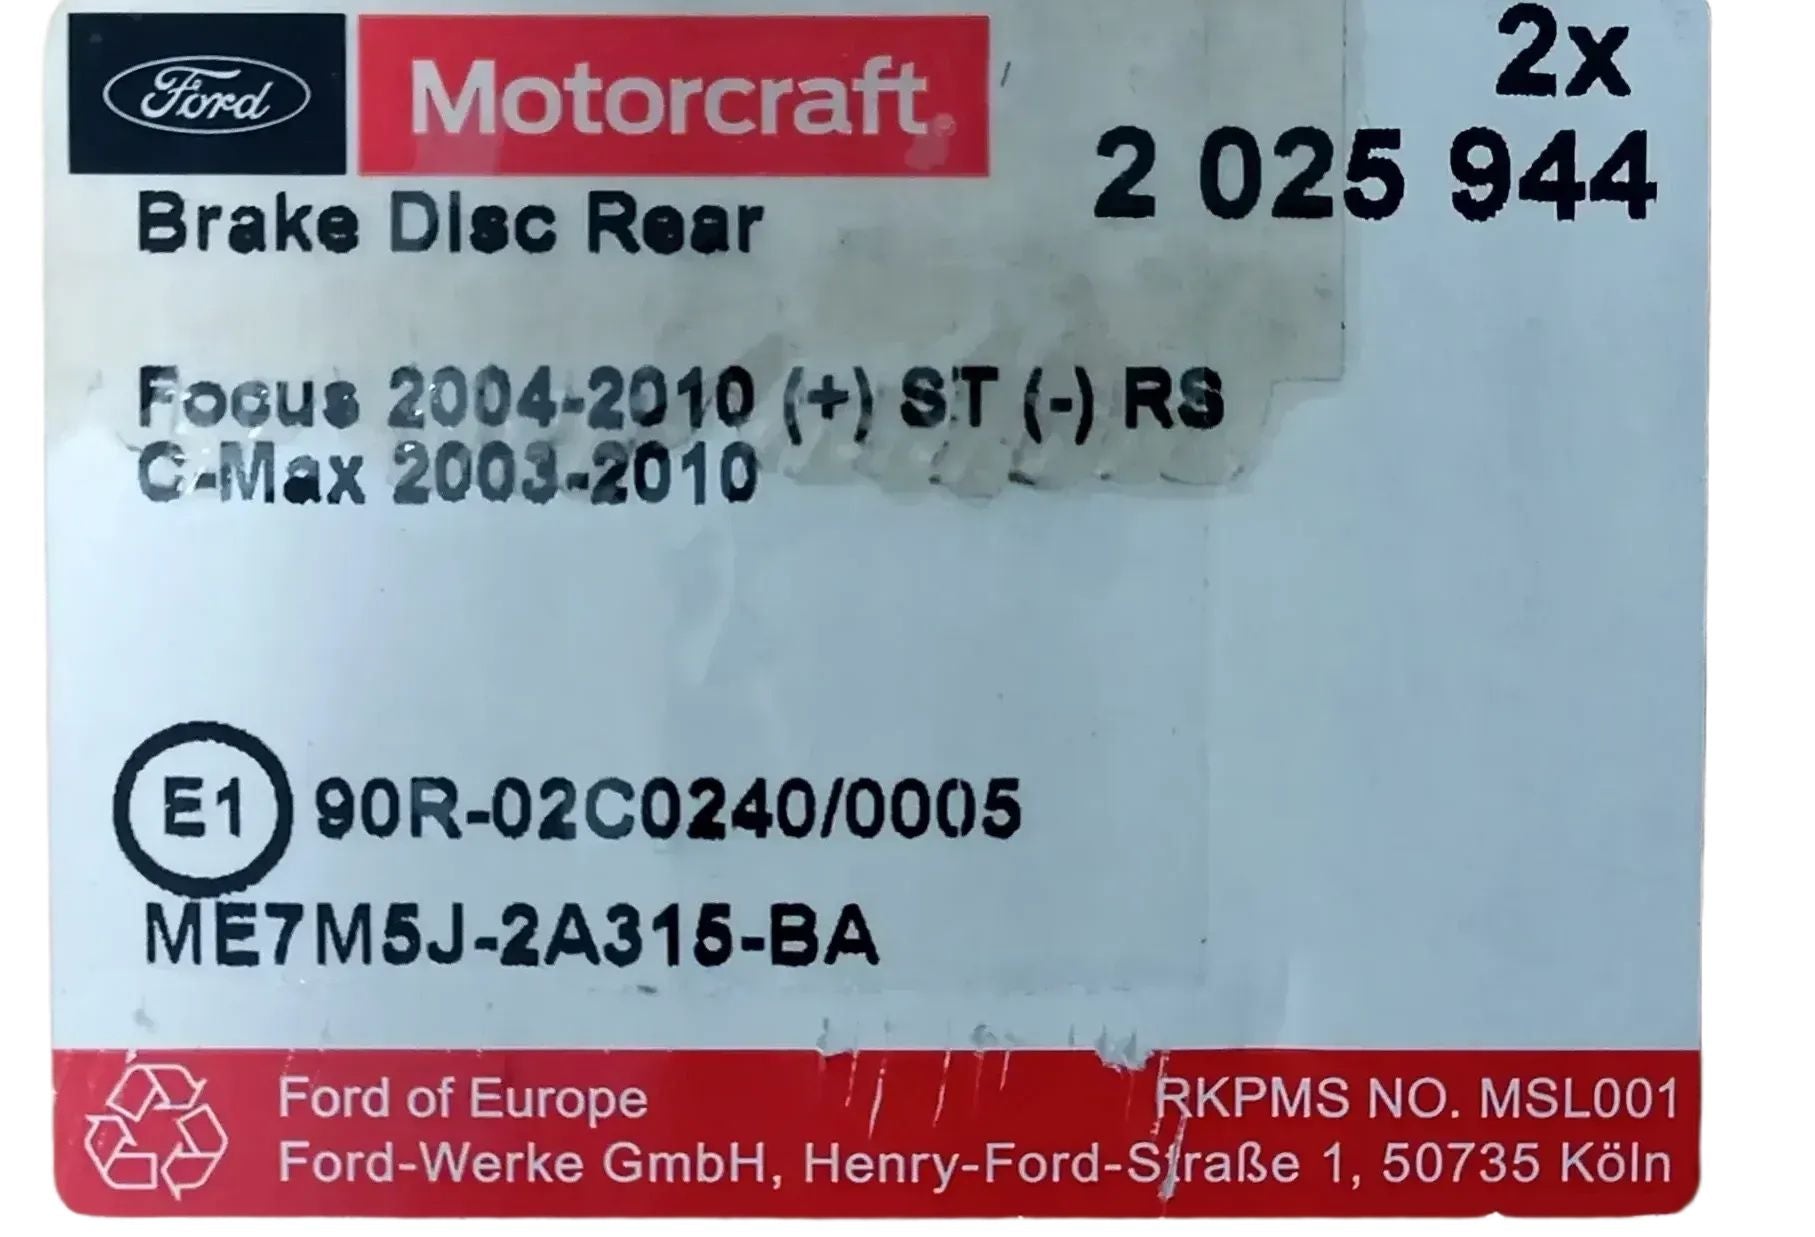 Ford Motorcraft®
2x
2 025 944
Brake Disc Rear
Focus 2004-2010 (+) ST (-) RS
C-Max 2003-2010
E1 90R-02C0240/0005
ME7M5J-2A315-BA
Ford of Europe RKPMS NO. MSL001
Ford-Werke GmbH, Henry-Ford-Straße 1, 50735 Köln